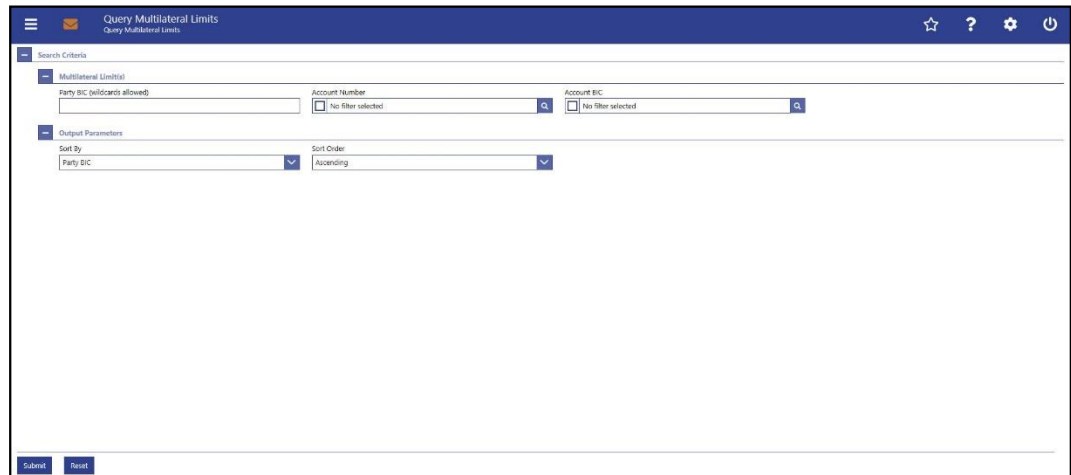 Query Multilateral Limits
Query Multilateral Limits
?
Search Criteria
Multilateral Limit(s)
Party BIC (wildcards allowed) Account Number Account BIC
No filter selected No filter selected
Output Parameters
Sort By Sort Order
Party BIC Ascending
Submit Reset